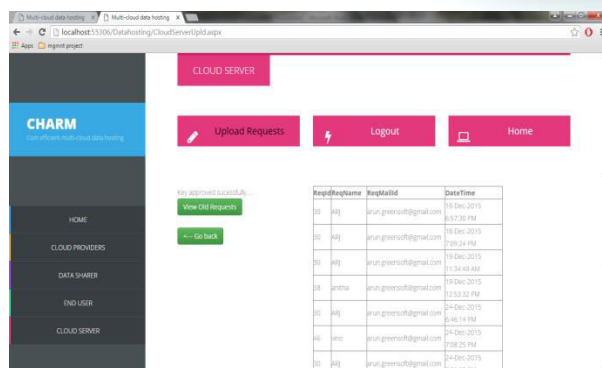 Multi-cloud data hosting
Multi-cloud data hosting
localhost:55306/Datahosting/CloudServerUpld.aspx
Apps mgmnt project
CLOUD SERVER
CHARM
Cost efficient multi-cloud data hosting
Upload Requests
Logout
Home
Key approved sucessfully....
View Old Requests
<-- Go back
HOME
CLOUD PROVIDERS
DATA SHARER
END USER
CLOUD SERVER
ReqId ReqName ReqMailId DateTime
30 ARJ arun.greensoft@gmail.com 16-Dec-2015
6:57:30 PM
30 ARJ arun.greensoft@gmail.com 16-Dec-2015
7:09:24 PM
30 ARJ arun.greensoft@gmail.com 19-Dec-2015
11:34:48 AM
38 anitha arun.greensoft@gmail.com 19-Dec-2015
12:53:32 PM
30 ARJ arun.greensoft@gmail.com 24-Dec-2015
6:46:14 PM
46 vino arun.greensoft@gmail.com 24-Dec-2015
7:08:25 PM
30 ARJ arun.greensoft@gmail.com 24-Dec-2015